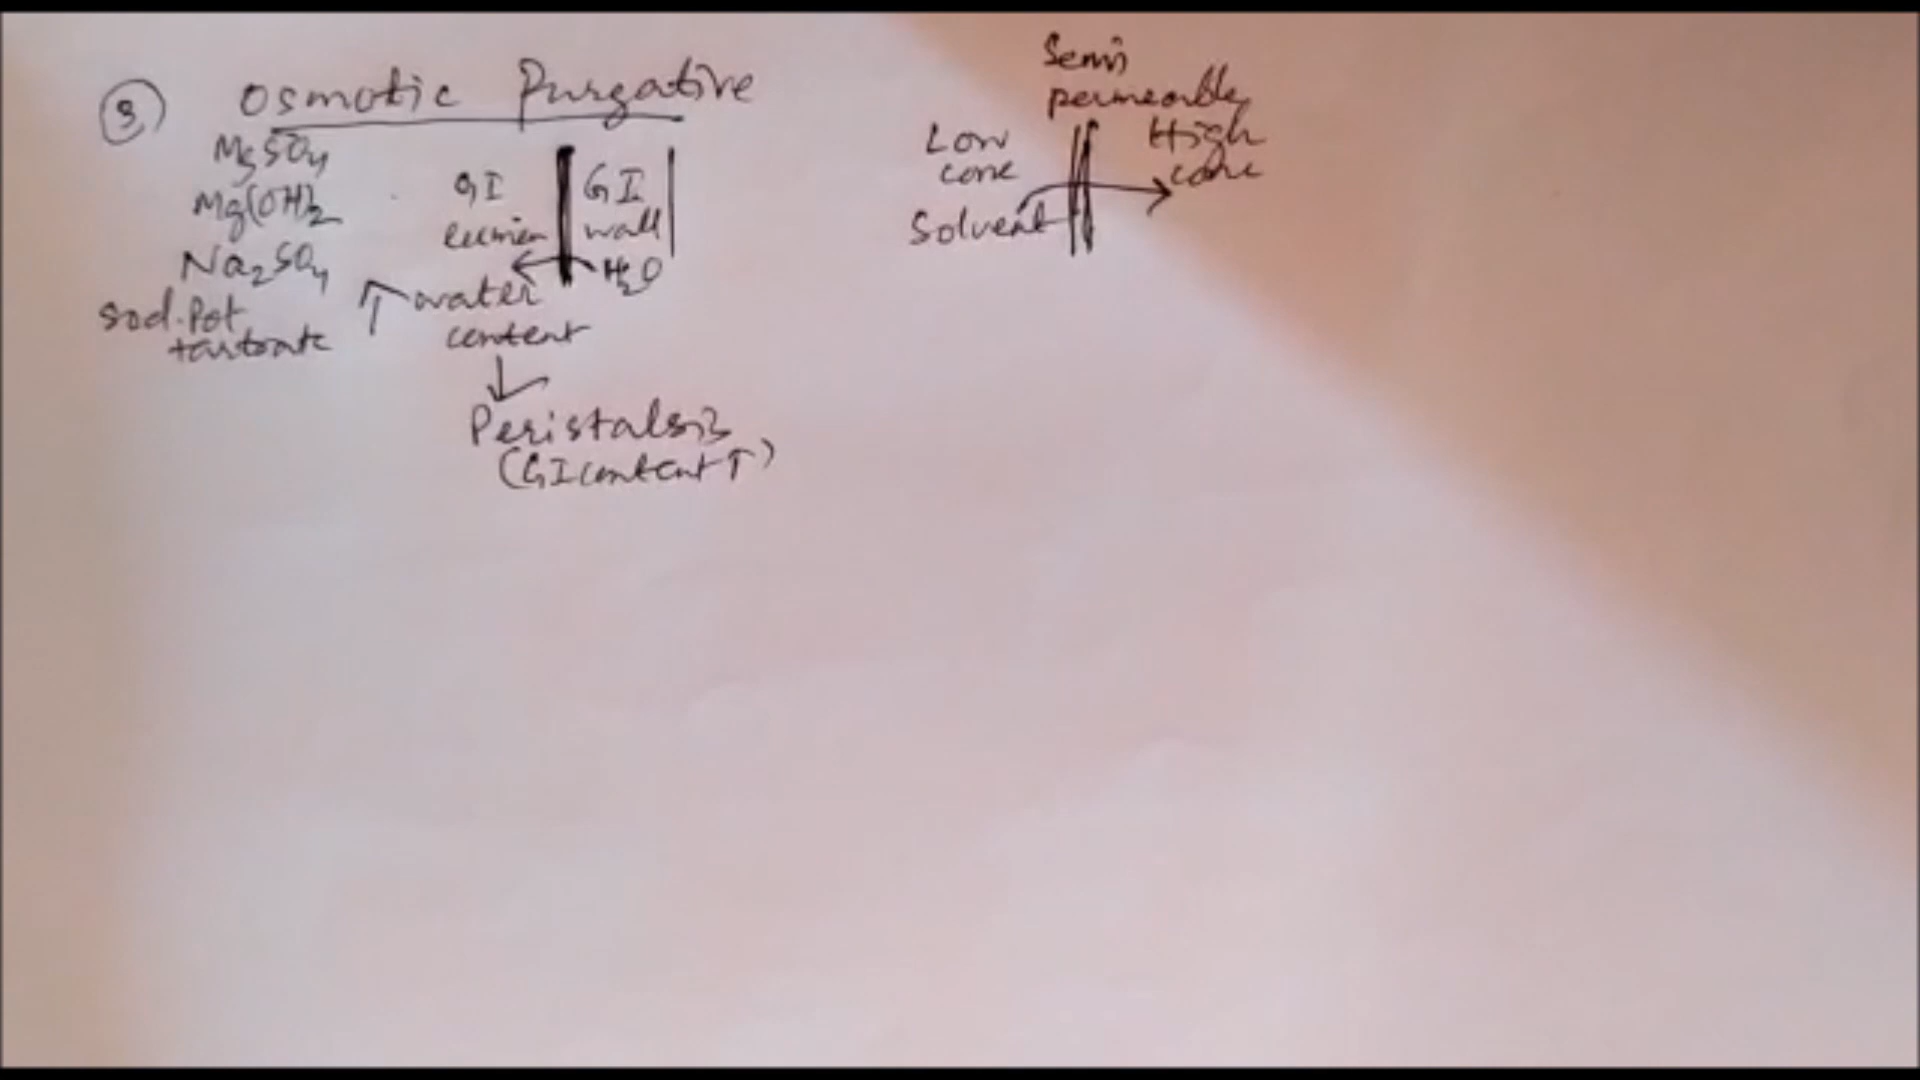 3 Osmotic Purgative
MgSO4
Mg(OH)2
Na2SO4
Sod. Pot
tartrate
GI lumen
GI wall
H2O
↑ water
content
↓
Peristalsis
(GI content ↑)
Semi
permeable
Low
conc
High
conc
Solvent